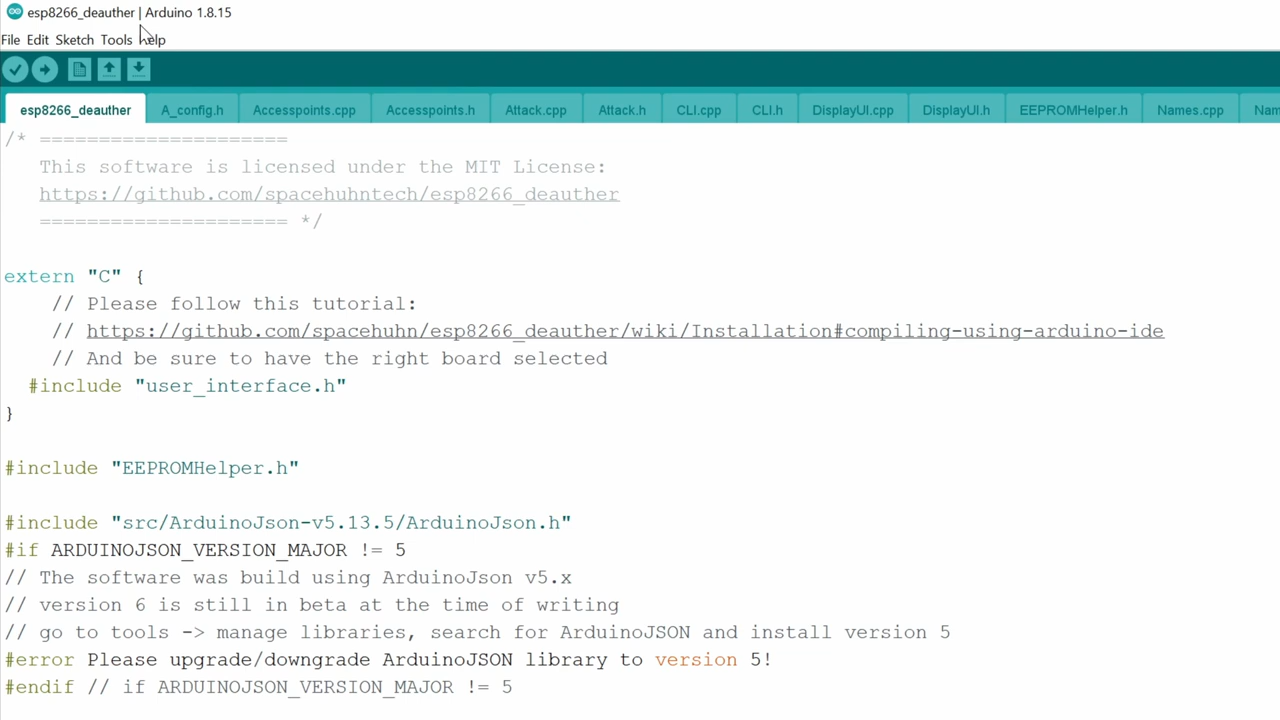 esp8266_deauther | Arduino 1.8.15
File Edit Sketch Tools Help
esp8266_deauther A_config.h Accesspoints.cpp Accesspoints.h Attack.cpp Attack.h CLI.cpp CLI.h DisplayUI.cpp DisplayUI.h EEPROMHelper.h Names.cpp Nam
/* =====================
This software is licensed under the MIT License:
https://github.com/spacehuhntech/esp8266_deauther
===================== */
extern "C" {
// Please follow this tutorial:
// https://github.com/spacehuhn/esp8266_deauther/wiki/Installation#compiling-using-arduino-ide
// And be sure to have the right board selected
#include "user_interface.h"
}
#include "EEPROMHelper.h"
#include "src/ArduinoJson-v5.13.5/ArduinoJson.h"
#if ARDUINOJSON_VERSION_MAJOR != 5
// The software was build using ArduinoJson v5.x
// version 6 is still in beta at the time of writing
// go to tools -> manage libraries, search for ArduinoJSON and install version 5
#error Please upgrade/downgrade ArduinoJSON library to version 5!
#endif // if ARDUINOJSON_VERSION_MAJOR != 5